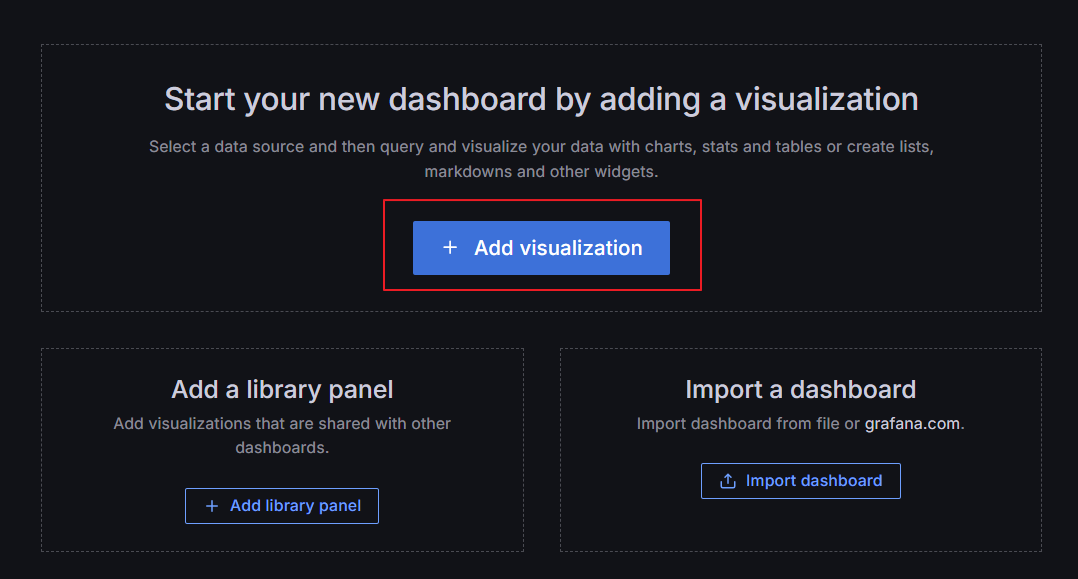 Start your new dashboard by adding a visualization
Select a data source and then query and visualize your data with charts, stats and tables or create lists,
markdowns and other widgets.
+ Add visualization
Add a library panel
Add visualizations that are shared with other
dashboards.
+ Add library panel
Import a dashboard
Import dashboard from file or grafana.com.
Import dashboard